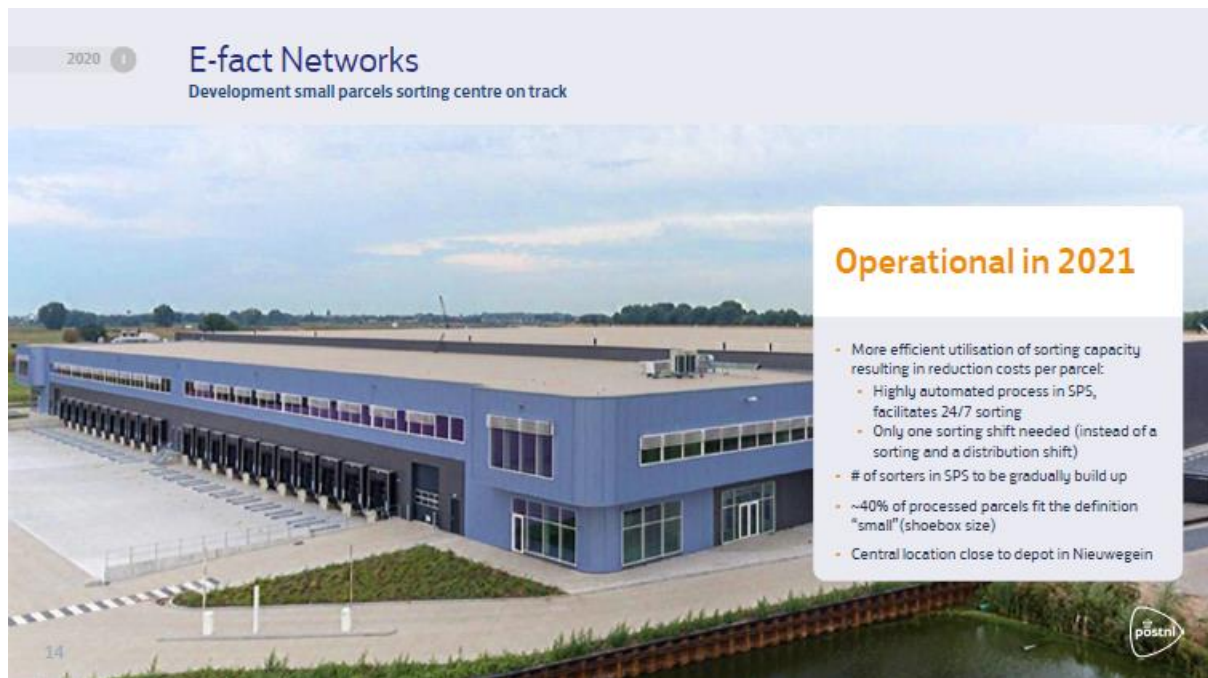 2020
E-fact Networks
Development small parcels sorting centre on track
Operational in 2021
- More efficient utilisation of sorting capacity
resulting in reduction costs per parcel:
- Highly automated process in SPS,
facilitates 24/7 sorting
- Only one sorting shift needed (instead of a
sorting and a distribution shift)
- # of sorters in SPS to be gradually build up
- ~40% of processed parcels fit the definition
"small"(shoebox size)
- Central location close to depot in Nieuwegein
postnl
14